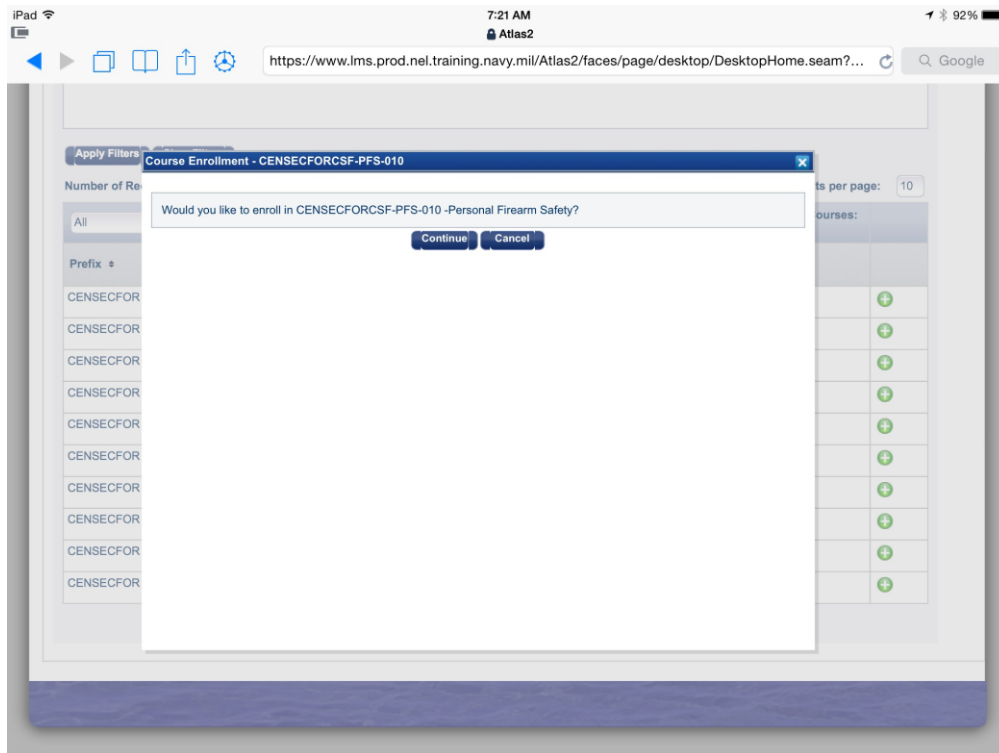 iPad 7:21 AM 92%
Atlas2
https://www.lms.prod.nel.training.navy.mil/Atlas2/faces/page/desktop/DesktopHome.seam?... Google
Apply Filters
Course Enrollment - CENSECFORCSF-PFS-010
Number of Re ts per page: 10
Would you like to enroll in CENSECFORCSF-PFS-010 -Personal Firearm Safety?
All ourses:
Continue Cancel
Prefix
CENSECFOR
CENSECFOR
CENSECFOR
CENSECFOR
CENSECFOR
CENSECFOR
CENSECFOR
CENSECFOR
CENSECFOR
CENSECFOR